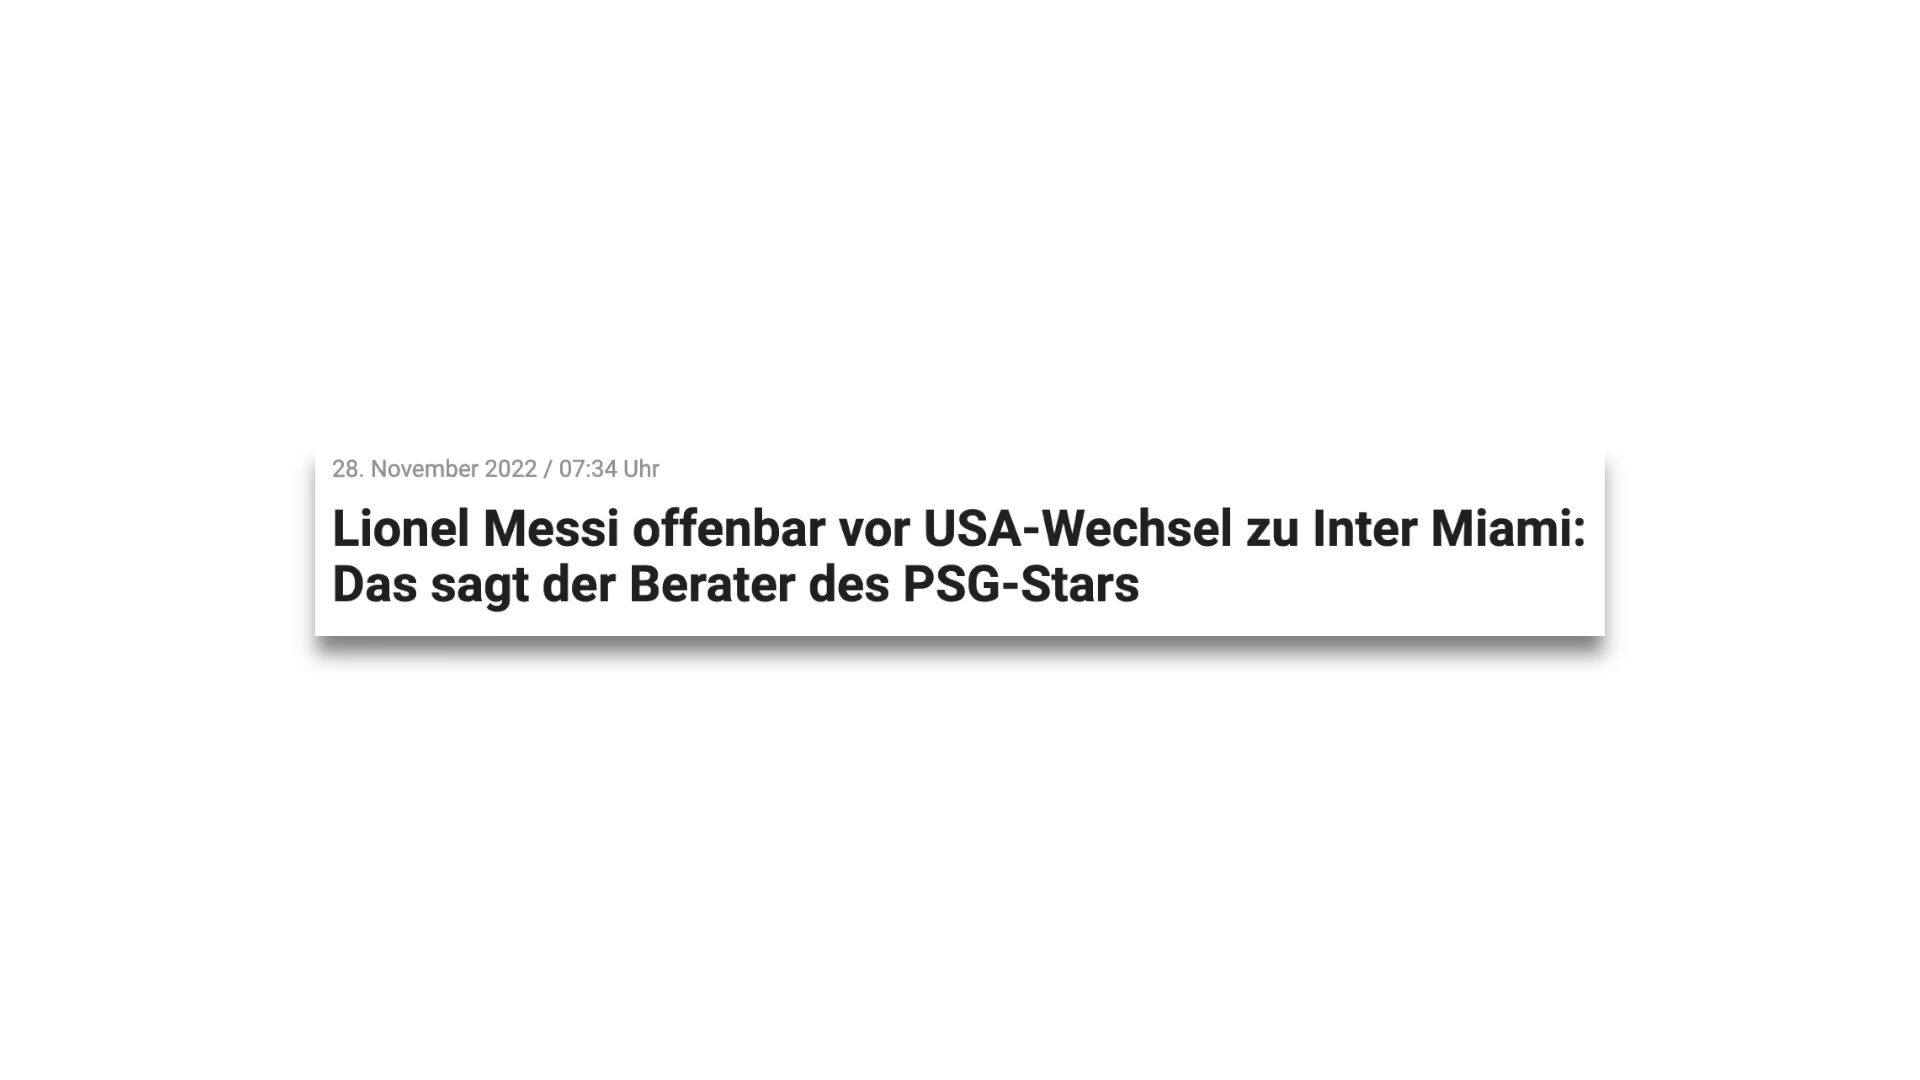 28. November 2022 / 07:34 Uhr
Lionel Messi offenbar vor USA-Wechsel zu Inter Miami:
Das sagt der Berater des PSG-Stars